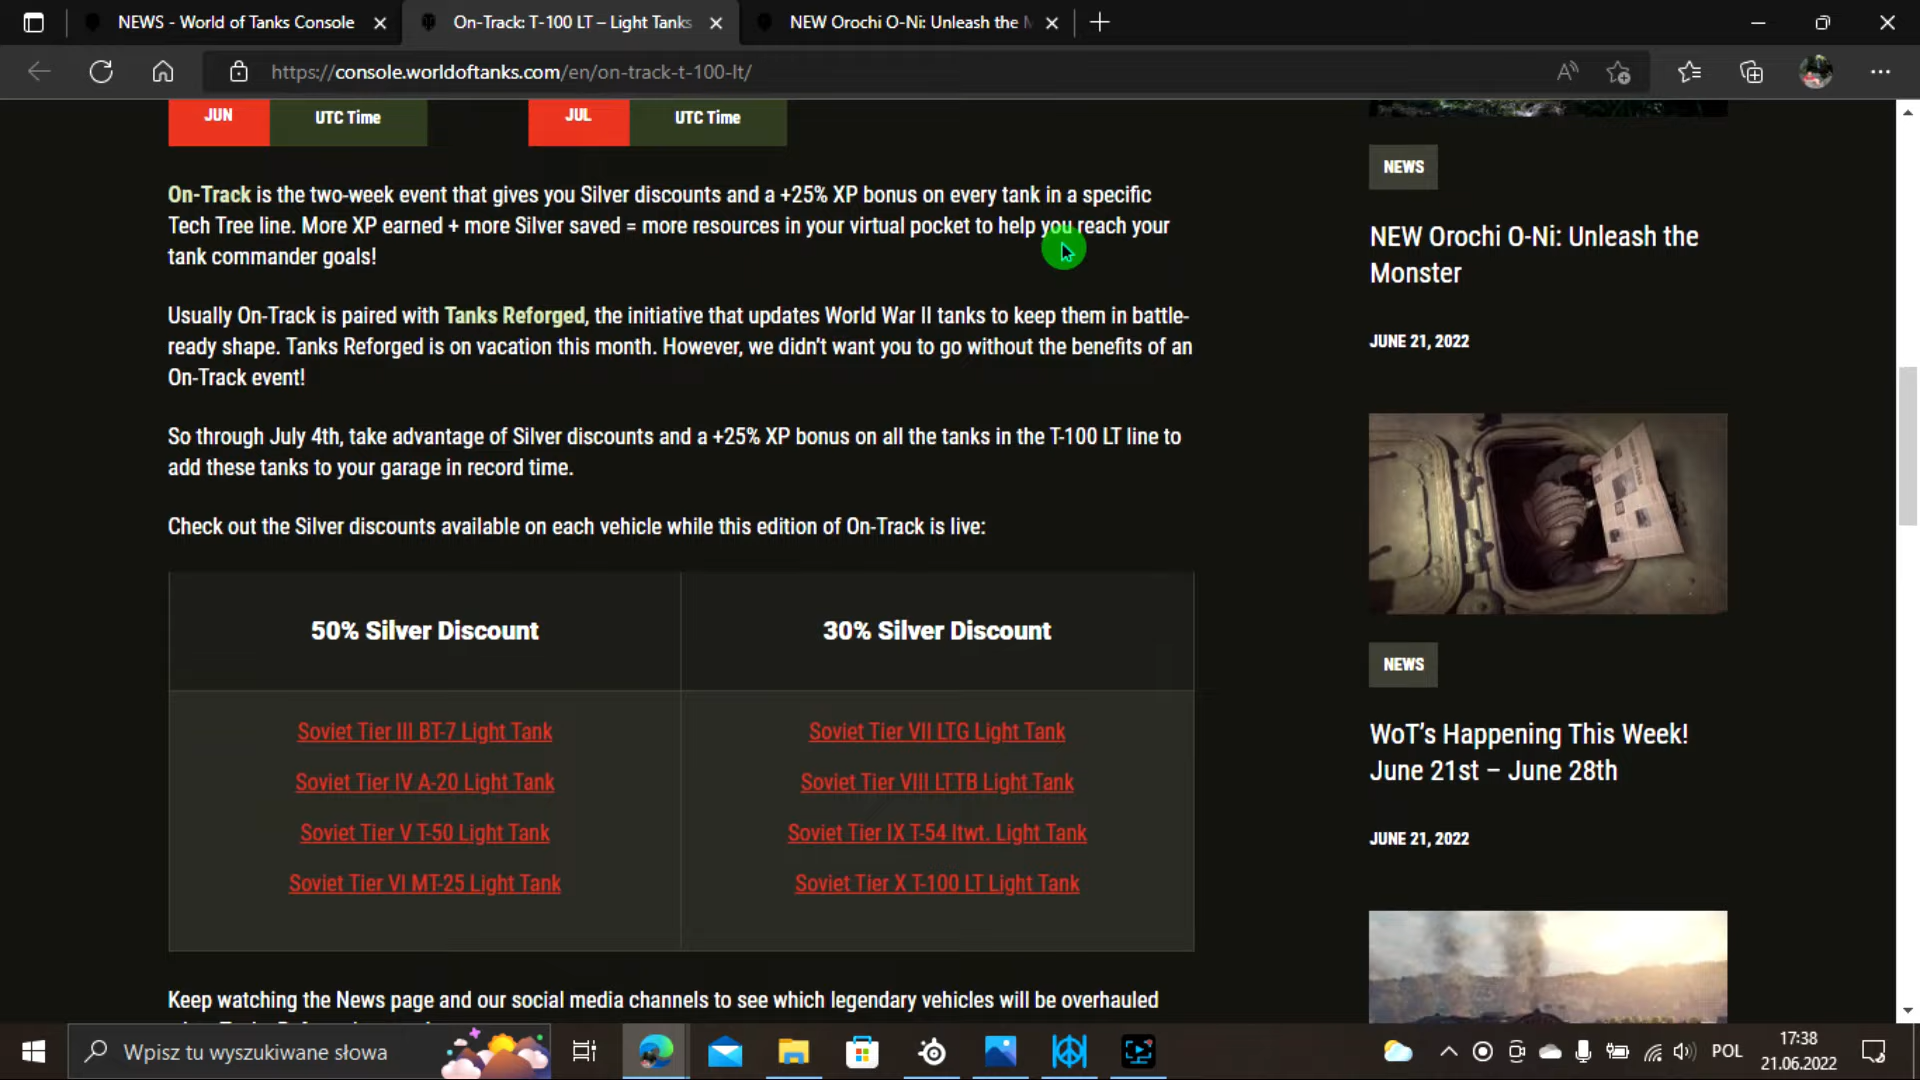 NEWS - World of Tanks Console
On-Track: T-100 LT – Light Tanks
NEW Orochi O-Ni: Unleash the
https://console.worldoftanks.com/en/on-track-t-100-lt/
JUN
UTC Time
JUL
UTC Time
On-Track is the two-week event that gives you Silver discounts and a +25% XP bonus on every tank in a specific
Tech Tree line. More XP earned + more Silver saved = more resources in your virtual pocket to help you reach your
tank commander goals!
Usually On-Track is paired with Tanks Reforged, the initiative that updates World War II tanks to keep them in battle-
ready shape. Tanks Reforged is on vacation this month. However, we didn't want you to go without the benefits of an
On-Track event!
So through July 4th, take advantage of Silver discounts and a +25% XP bonus on all the tanks in the T-100 LT line to
add these tanks to your garage in record time.
Check out the Silver discounts available on each vehicle while this edition of On-Track is live:
50% Silver Discount
30% Silver Discount
Soviet Tier III BT-7 Light Tank
Soviet Tier VII LTG Light Tank
Soviet Tier IV A-20 Light Tank
Soviet Tier VIII LTTB Light Tank
Soviet Tier V T-50 Light Tank
Soviet Tier IX T-54 ltwt. Light Tank
Soviet Tier VI MT-25 Light Tank
Soviet Tier X T-100 LT Light Tank
Keep watching the News page and our social media channels to see which legendary vehicles will be overhauled
NEWS
NEW Orochi O-Ni: Unleash the
Monster
JUNE 21, 2022
NEWS
WoT's Happening This Week!
June 21st – June 28th
JUNE 21, 2022
Wpisz tu wyszukiwane słowa
POL
17:38
21.06.2022